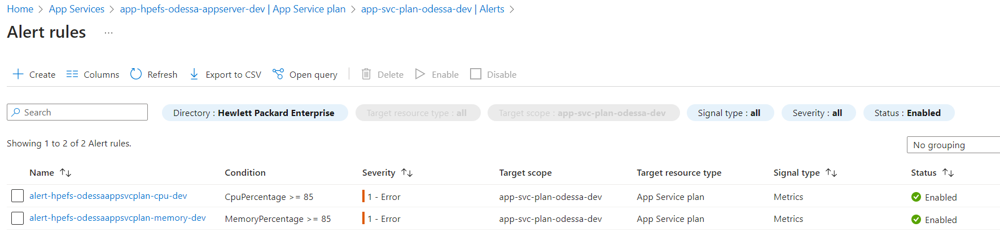 Home > App Services > app-hpefs-odessa-appserver-dev | App Service plan > app-svc-plan-odessa-dev | Alerts >
Alert rules ...
Create Columns Refresh Export to CSV Open query Delete Enable Disable
Search Directory : Hewlett Packard Enterprise Target resource type : all Target scope : app-svc-plan-odessa-dev Signal type : all Severity : all Status : Enabled
Showing 1 to 2 of 2 Alert rules. No grouping
Name ↑↓ Condition Severity ↑↓ Target scope Target resource type Signal type ↑↓ Status ↑↓
alert-hpefs-odessaappsvcplan-cpu-dev CpuPercentage >= 85 1 - Error app-svc-plan-odessa-dev App Service plan Metrics Enabled
alert-hpefs-odessaappsvcplan-memory-dev MemoryPercentage >= 85 1 - Error app-svc-plan-odessa-dev App Service plan Metrics Enabled